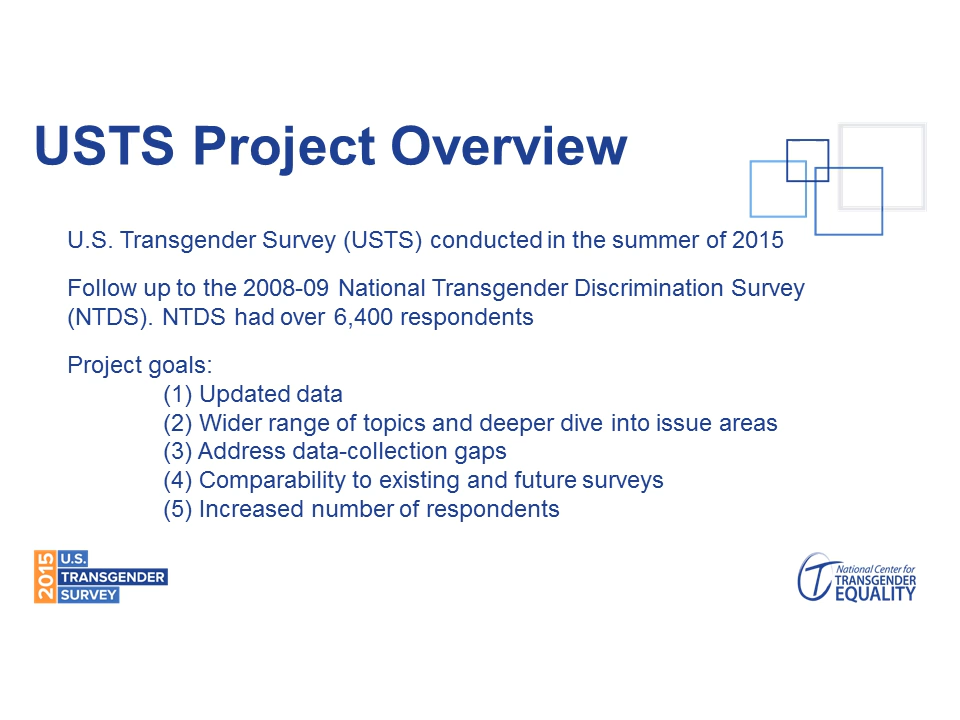 USTS Project Overview
U.S. Transgender Survey (USTS) conducted in the summer of 2015
Follow up to the 2008-09 National Transgender Discrimination Survey
(NTDS). NTDS had over 6,400 respondents
Project goals:
(1) Updated data
(2) Wider range of topics and deeper dive into issue areas
(3) Address data-collection gaps
(4) Comparability to existing and future surveys
(5) Increased number of respondents
2015
U.S.
TRANSGENDER
SURVEY
National Center for
TRANSGENDER
EQUALITY